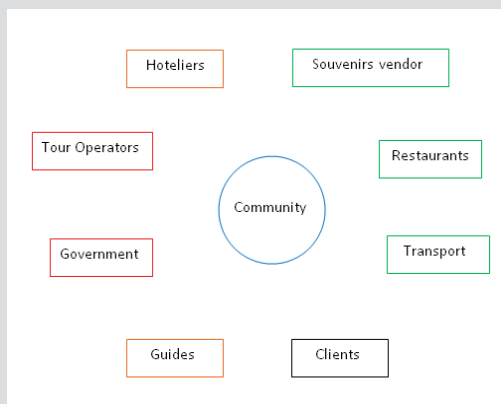 Hoteliers
Souvenirs vendor
Tour Operators
Restaurants
Community
Government
Transport
Guides
Clients